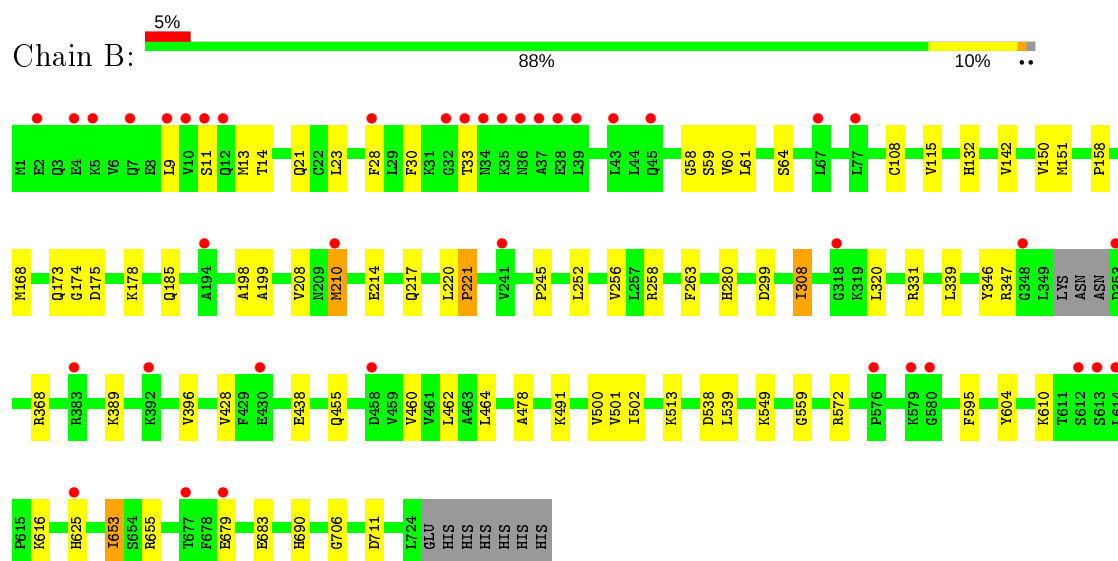 5%
Chain B:
88% 10% ••
M1 E2 Q3 E4 K5 V6 Q7 E8 L9 V10 S11 Q12 M13 T14 Q21 C22 L23 F28 L29 F30 K31 G32 T33 N34 K35 N36 A37 E38 L39 L43 L44 Q45 G58 S59 V60 L61 S64 L67 L77 C108 V115 H132 V142 V150 M151 P158
M168 Q173 G174 D175 K178 Q185 A194 A198 A199 V208 N209 M210 E214 Q217 L220 P221 V241 P245 L252 V256 L257 R258 F263 H280 D299 I308 G318 K319 L320 R331 L339 Y346 R347 G348 L349 LYS ASN ASN D353
R368 R383 K389 K392 V396 V428 F429 E430 E438 Q455 D458 V459 V460 V461 L462 A463 L464 A478 K491 V500 V501 I502 K513 D538 L539 K549 G559 R572 P576 K579 G580 F595 Y604 K610 T611 S612 S613 L614
P615 K616 H625 I653 S654 R655 T677 F678 E679 E683 H690 G706 D711 L724 GLU HIS HIS HIS HIS HIS